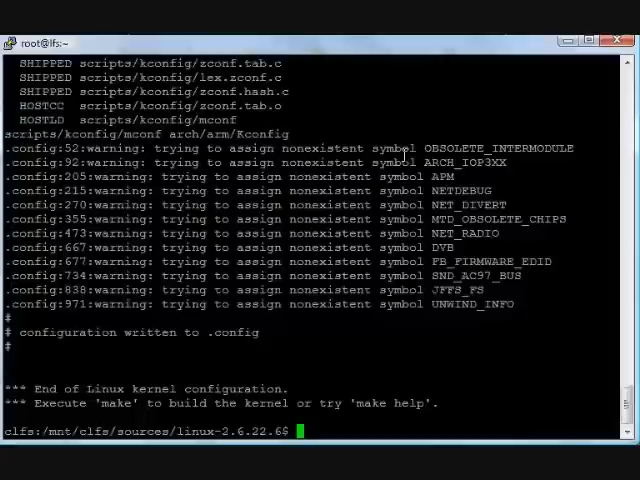 root@lfs:~
SHIPPED scripts/kconfig/zconf.tab.c
SHIPPED scripts/kconfig/lex.zconf.c
SHIPPED scripts/kconfig/zconf.hash.c
HOSTCC  scripts/kconfig/zconf.tab.o
HOSTLD  scripts/kconfig/mconf
scripts/kconfig/mconf arch/arm/Kconfig
.config:52:warning: trying to assign nonexistent symbol OBSOLETE_INTERMODULE
.config:92:warning: trying to assign nonexistent symbol ARCH_IOP3XX
.config:205:warning: trying to assign nonexistent symbol APM
.config:215:warning: trying to assign nonexistent symbol NETDEBUG
.config:270:warning: trying to assign nonexistent symbol NET_DIVERT
.config:355:warning: trying to assign nonexistent symbol MTD_OBSOLETE_CHIPS
.config:473:warning: trying to assign nonexistent symbol NET_RADIO
.config:667:warning: trying to assign nonexistent symbol DVB
.config:677:warning: trying to assign nonexistent symbol FB_FIRMWARE_EDID
.config:734:warning: trying to assign nonexistent symbol SND_AC97_BUS
.config:838:warning: trying to assign nonexistent symbol JFFS_FS
.config:971:warning: trying to assign nonexistent symbol UNWIND_INFO
#
# configuration written to .config
#
*** End of Linux kernel configuration.
*** Execute 'make' to build the kernel or try 'make help'.
clfs:/mnt/clfs/sources/linux-2.6.22.6$